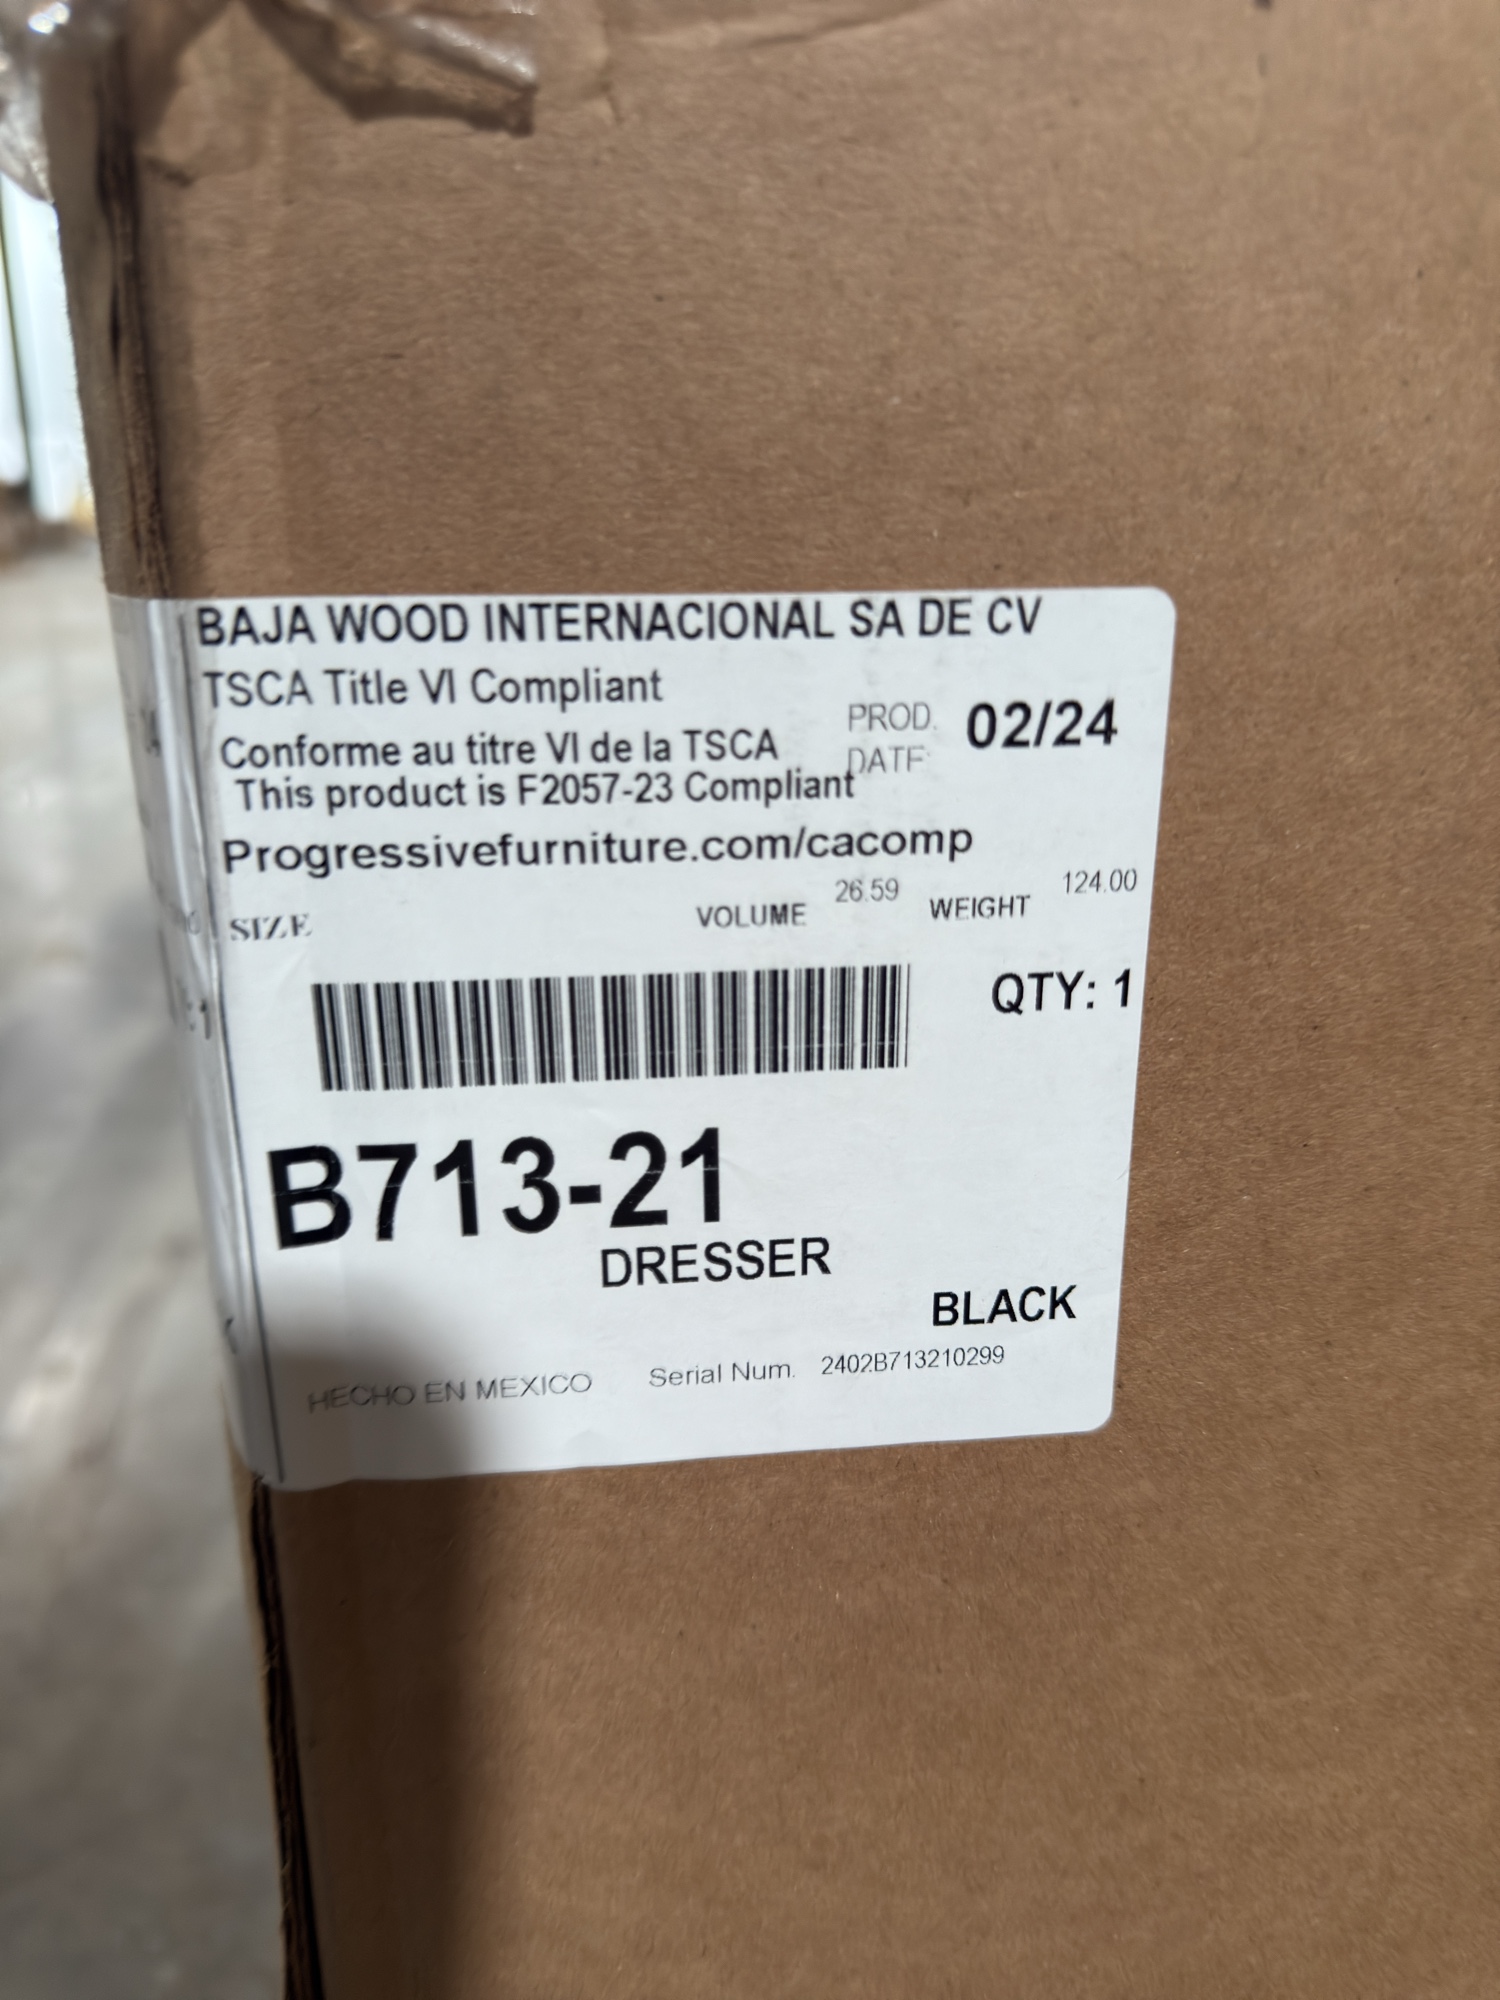 BAJA WOOD INTERNACIONAL SA DE CV
TSCA Title VI Compliant
PROD. DATE: 02/24
Conforme au titre VI de la TSCA
This product is F2057-23 Compliant
Progressivefurniture.com/cacomp
SIZE VOLUME 26.59 WEIGHT 124.00
QTY: 1
B713-21
DRESSER
BLACK
HECHO EN MEXICO Serial Num. 2402B713210299